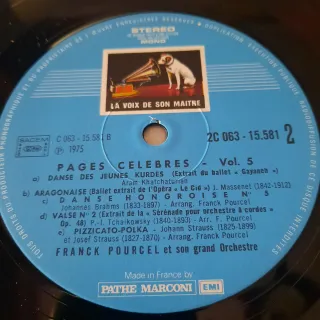 STEREO
MONO
LA VOIX DE SON MAITRE
C 063 - 15.581 B
℗ 1975
2C 063 - 15.581 2
PAGES CELEBRES - Vol. 5
a) DANSE DES JEUNES KURDES (Extrait du ballet « Gayaneh »)
Aram Khatchaturian
b) ARAGONAISE (Ballet extrait de l'Opéra « Le Cid ») J. Massenet (1842-1912)
c) DANSE HONGROISE N° 5
Johannes Brahms (1833-1897) - Arrang. Franck Pourcel
d) VALSE N° 2 (Extrait de la « Sérénade pour orchestre à cordes »
Op. 48) P.-I. Tchaikowsky (1840-1893) - Arr. F. Pourcel
e) PIZZICATO-POLKA - Johann Strauss (1825-1899)
et Josef Strauss (1827-1870) - Arrang. Franck Pourcel
FRANCK POURCEL et son grand Orchestre
Made in France by
PATHE MARCONI EMI